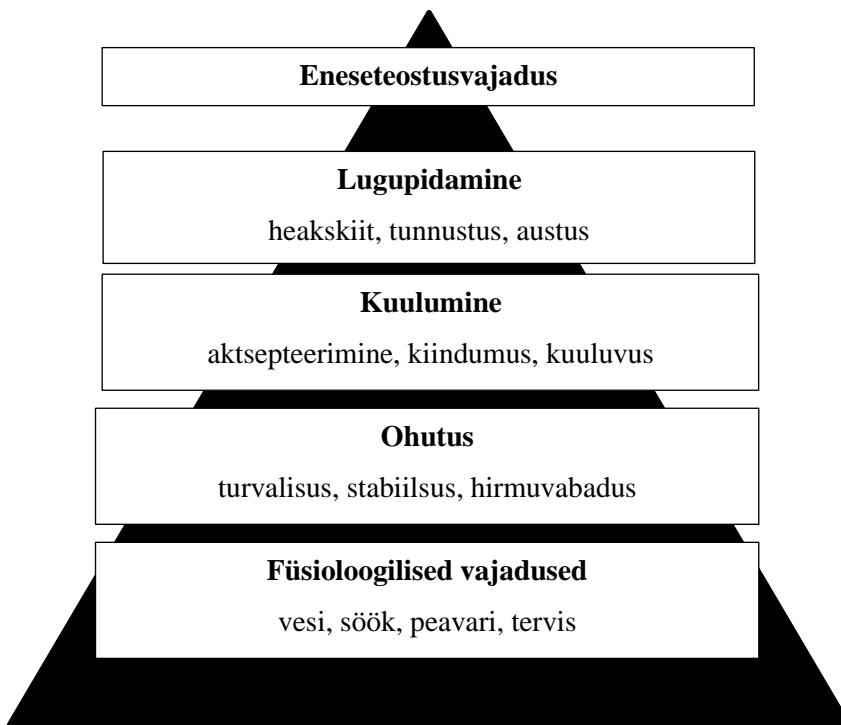 Eneseteostusvajadus
Lugupidamine
heakskiit, tunnustus, austus
Kuulumine
aktsepteerimine, kiindumus, kuuluvus
Ohutus
turvalisus, stabiilsus, hirmuvabadus
Füsioloogilised vajadused
vesi, söök, peavari, tervis